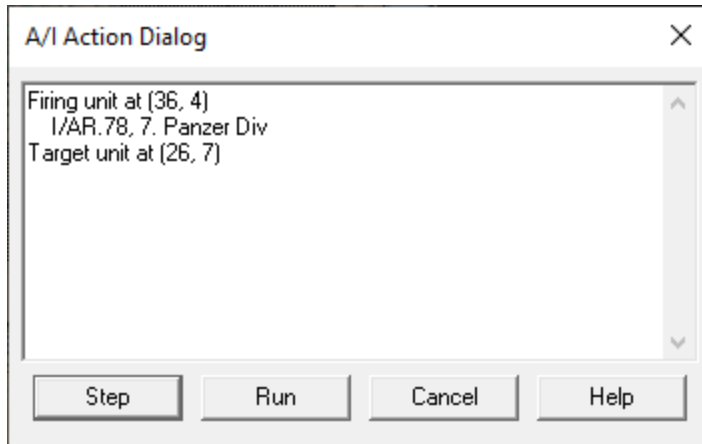 A/I Action Dialog
Firing unit at (36, 4)
I/AR.78, 7. Panzer Div
Target unit at (26, 7)
Step Run Cancel Help